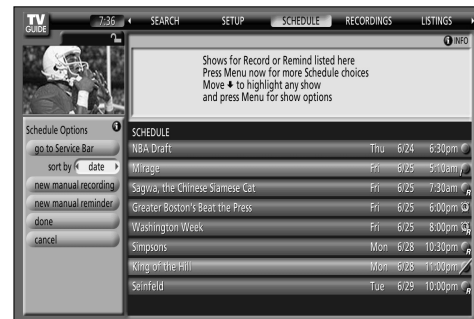 TV
GUIDE
7:36
SEARCH SETUP SCHEDULE RECORDINGS LISTINGS
INFO
Shows for Record or Remind listed here
Press Menu now for more Schedule choices
Move to highlight any show
and press Menu for show options
Schedule Options
go to Service Bar
sort by date
new manual recording
new manual reminder
done
cancel
SCHEDULE
NBA Draft Thu 6/24 6:30pm
Mirage Fri 6/25 5:10am
Sagwa, the Chinese Siamese Cat Fri 6/25 7:30am R
Greater Boston's Beat the Press Fri 6/25 6:00pm
Washington Week Fri 6/25 8:00pm R
Simpsons Mon 6/28 10:30pm R
King of the Hill Mon 6/28 11:00pm
Seinfeld Tue 6/29 10:00pm R